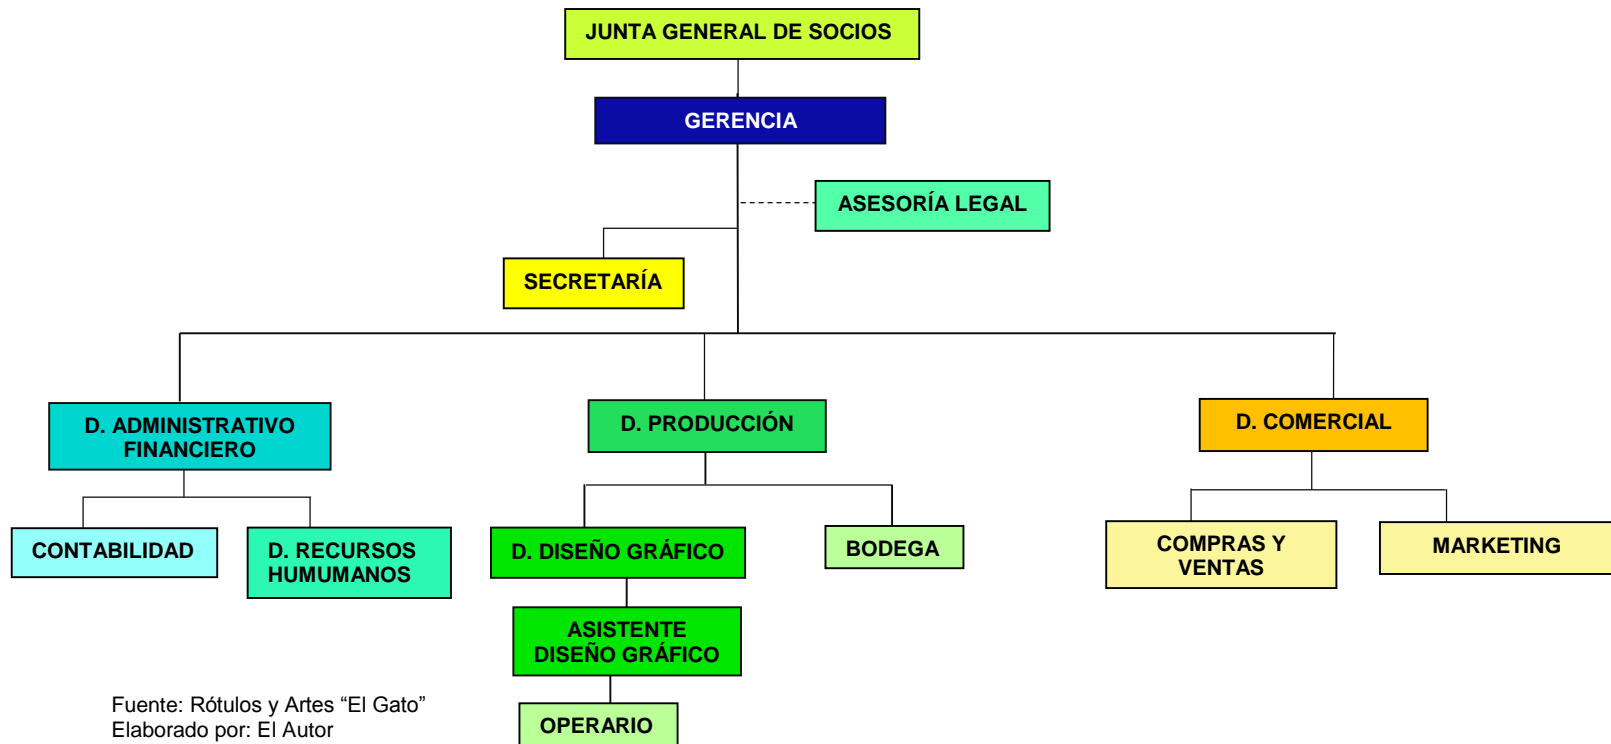 JUNTA GENERAL DE SOCIOS
GERENCIA
ASESORÍA LEGAL
SECRETARÍA
D. ADMINISTRATIVO
FINANCIERO
D. PRODUCCIÓN
D. COMERCIAL
CONTABILIDAD
D. RECURSOS
HUMUMANOS
D. DISEÑO GRÁFICO
BODEGA
COMPRAS Y
VENTAS
MARKETING
ASISTENTE
DISEÑO GRÁFICO
OPERARIO
Fuente: Rótulos y Artes “El Gato”
Elaborado por: El Autor